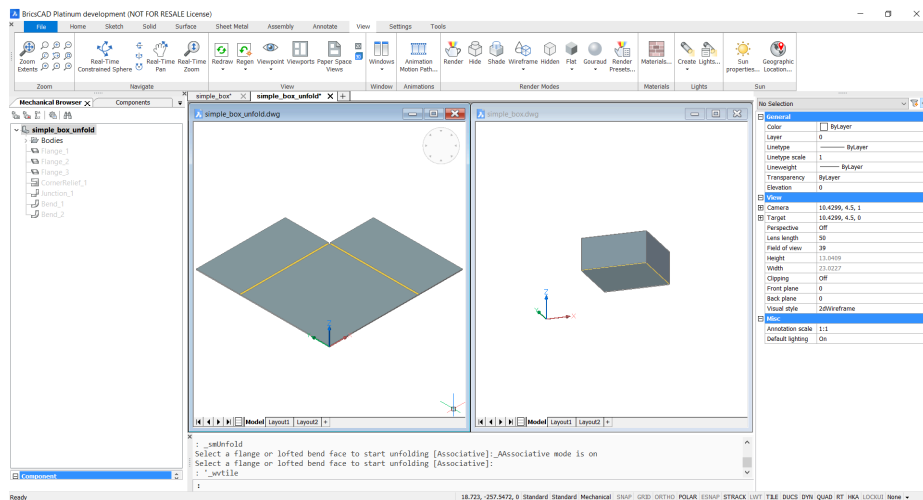 BricsCAD Platinum development (NOT FOR RESALE License)
File Home Sketch Solid Surface Sheet Metal Assembly Annotate View Settings Tools
Zoom Extents
Real-Time Constrained Sphere
Real-Time Pan
Real-Time Zoom
Redraw Regen Viewpoint Viewports Paper Space Views
Windows
Animation Motion Path...
Render Hide Shade Wireframe Hidden Flat Gouraud Render Presets...
Materials...
Create Lights...
Sun properties...
Geographic Location...
Zoom Navigate Views Window Animations Render Modes Materials Lights Sun
simple_box* simple_box_unfold*
Mechanical Browser Components
simple_box_unfold
Bodies
Flange_1
Flange_2
Flange_3
CornerRelief_1
Junction_1
Bend_1
Bend_2
Component
simple_box_unfold.dwg
Z
Model Layout1 Layout2 +
simple_box.dwg
Z
X
Model Layout1 Layout2 +
No Selection
General
Color ByLayer
Layer 0
Linetype ByLayer
Linetype scale 1
Lineweight ByLayer
Transparency ByLayer
Elevation 0
View
Camera 10.4299, 4.5, 1
Target 10.4299, 4.5, 0
Perspective Off
Lens length 50
Field of view 39
Height 13.0409
Width 23.0227
Clipping Off
Front plane 0
Back plane 0
Visual style 2dWireframe
Misc
Annotation scale 1:1
Default lighting On
: _smUnfold
Select a flange or lofted bend face to start unfolding [Associative]:_AAssociative mode is on
Select a flange or lofted bend face to start unfolding [Associative]:
: '_wvtile
:
Ready
18.723, -257.5472, 0 Standard Standard Mechanical SNAP GRID ORTHO POLAR ESNAP STRACK LWT TILE DUCS DYN QUAD RT HKA LOCKUI None